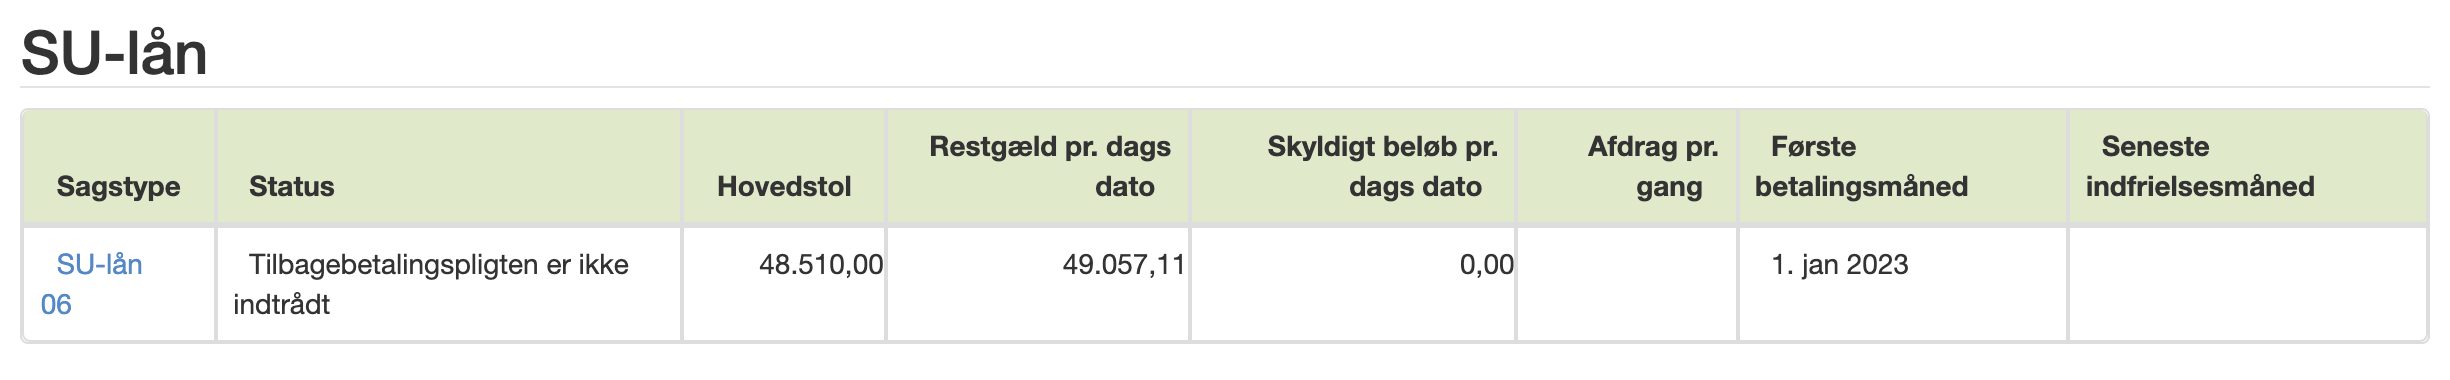 SU-lån
Sagstype
Status
Hovedstol
Restgæld pr. dags
dato
Skyldigt beløb pr.
dags dato
Afdrag pr.
gang
Første
betalingsmåned
Seneste
indfrielsesmåned
SU-lån
06
Tilbagebetalingspligten er ikke
indtrådt
48.510,00
49.057,11
0,00
1. jan 2023